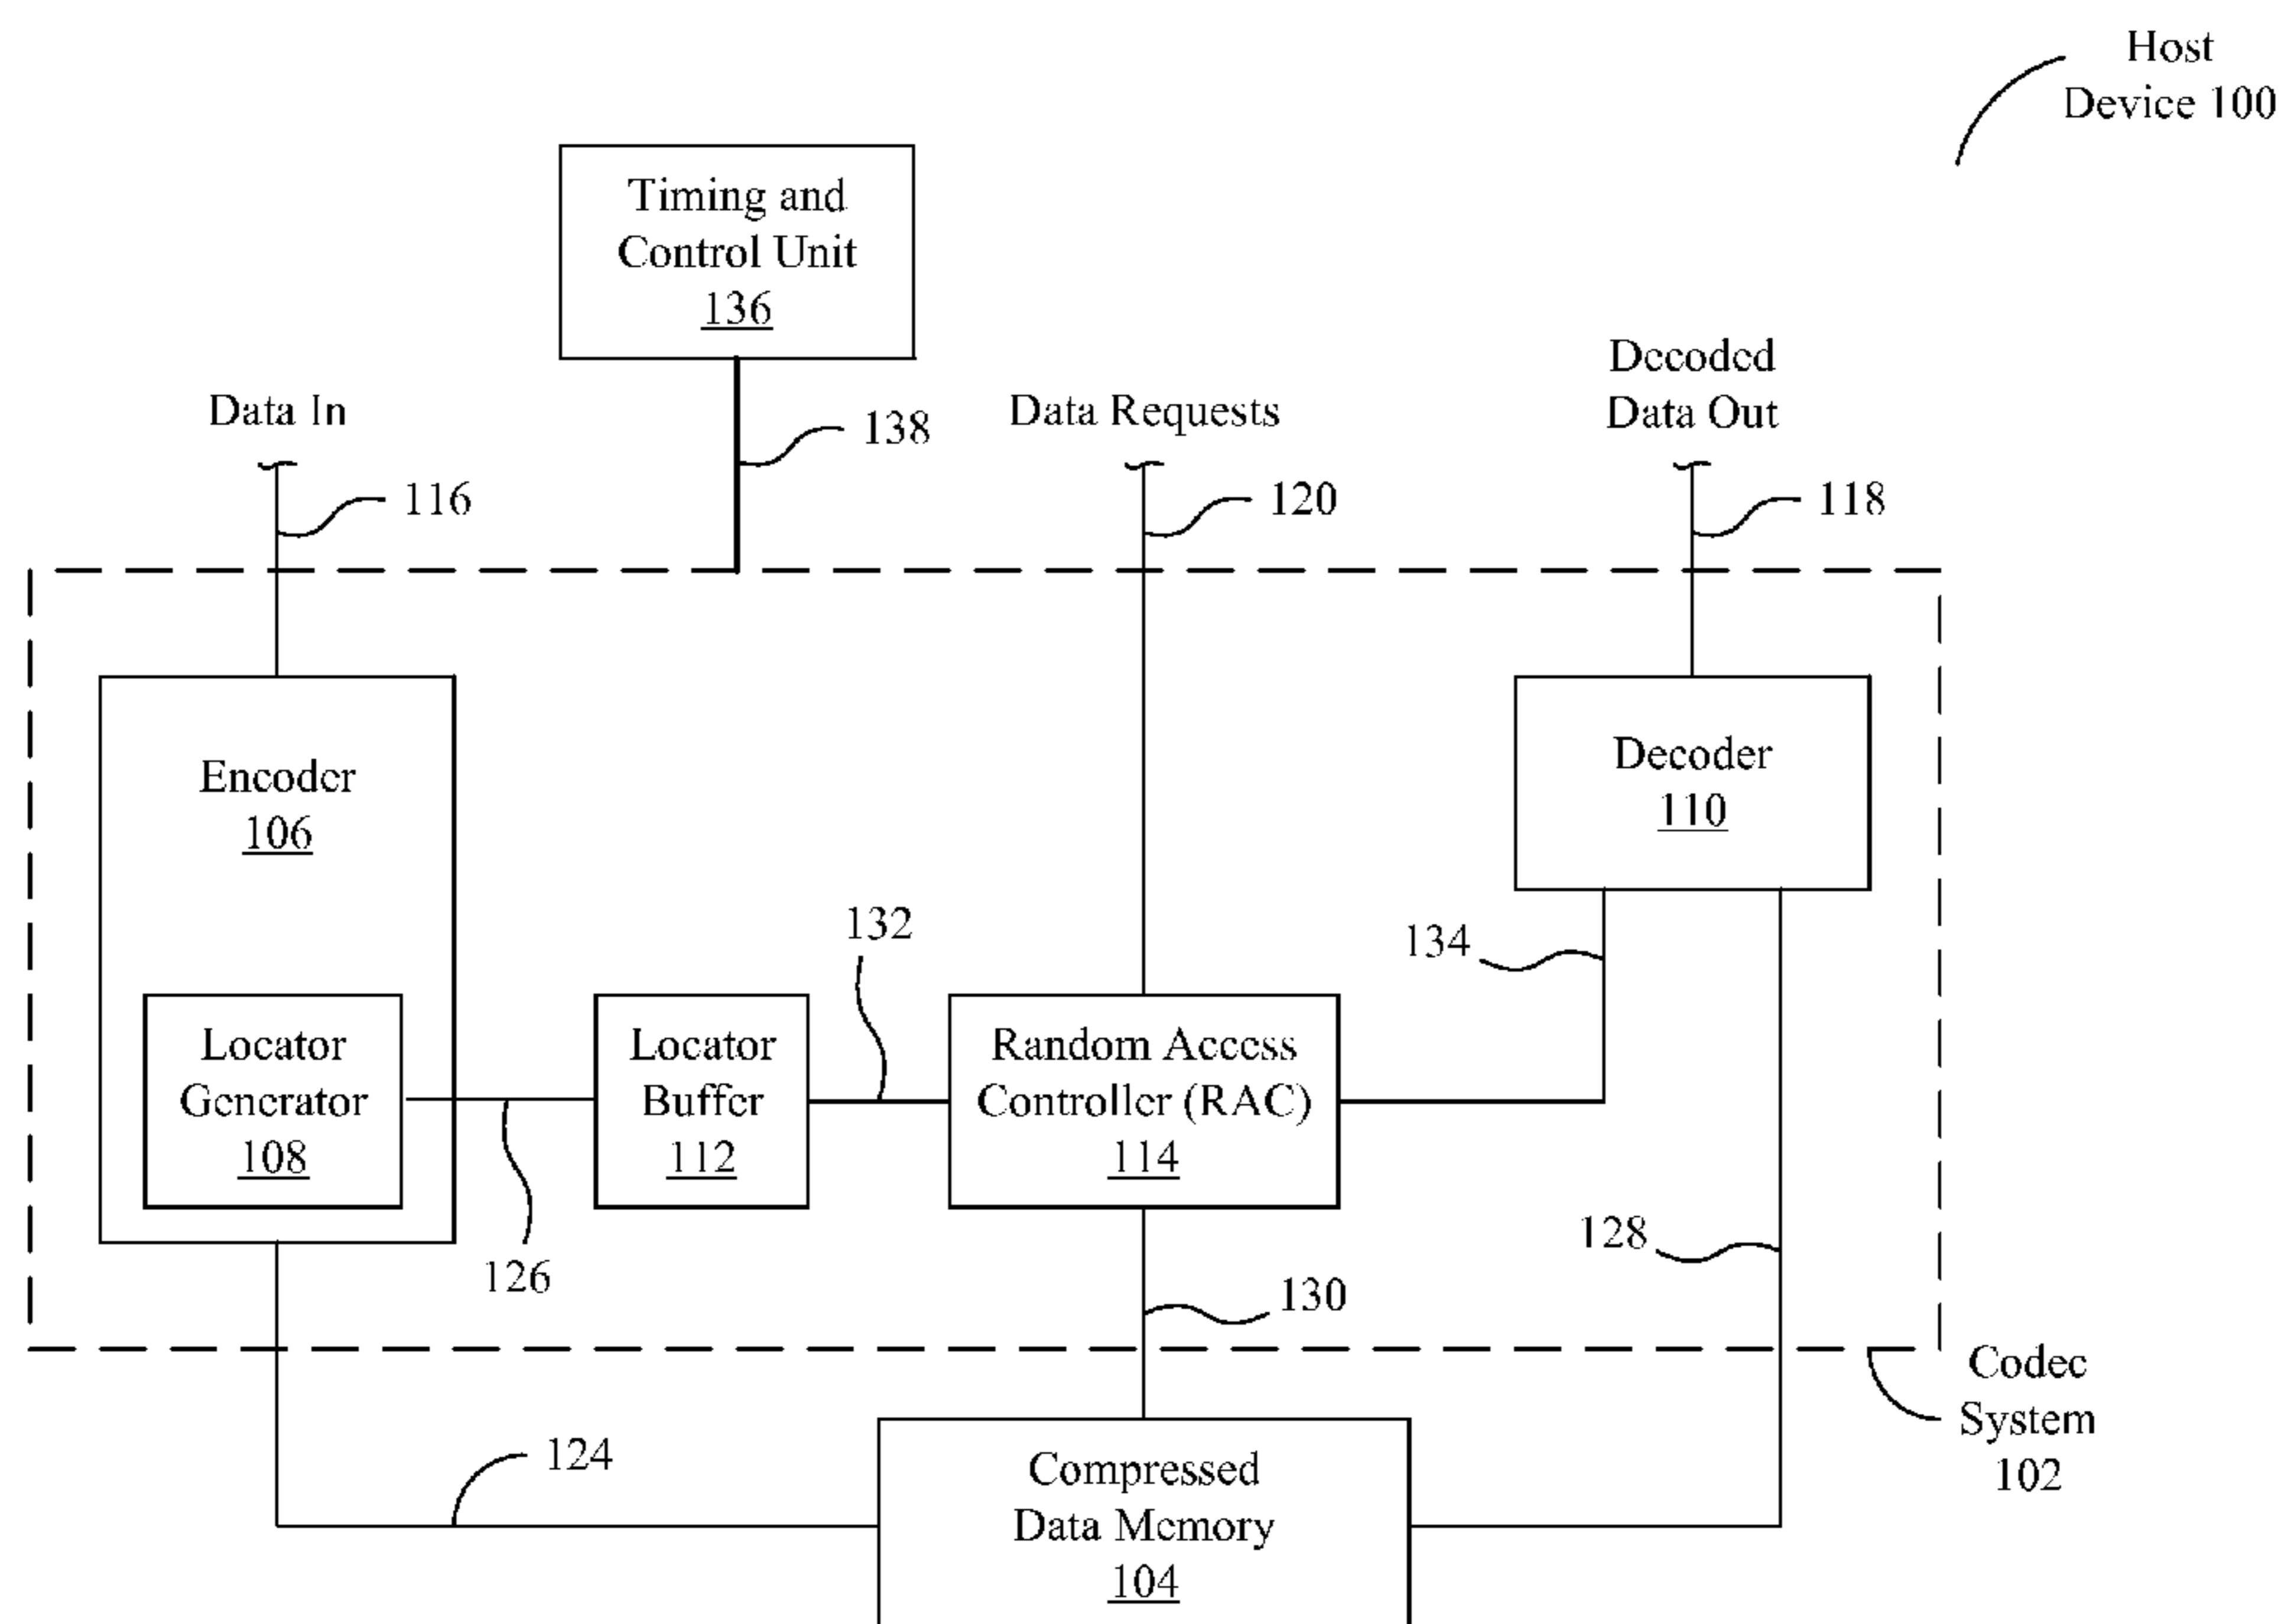 Host
Device 100
Timing and
Control Unit
136
Data In
138
Data Requests
Decoded
Data Out
116
120
118
Encoder
106
Decoder
110
132
134
Locator
Generator
108
Locator
Buffer
112
Random Access
Controller (RAC)
114
126
128
130
124
Compressed
Data Memory
104
Codec
System
102